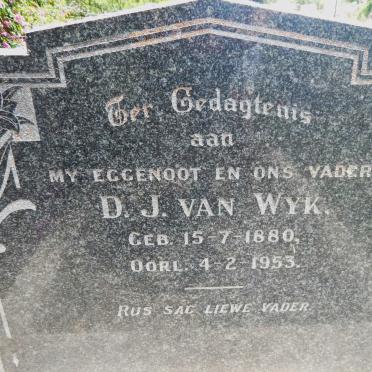 Ter Gedagtenis
aan
MY EGGENOOT EN ONS VADER
D. J. VAN WYK.
GEB. 15-7-1880.
OORL. 4-2-1953.
RUS SAG LIEWE VADER.